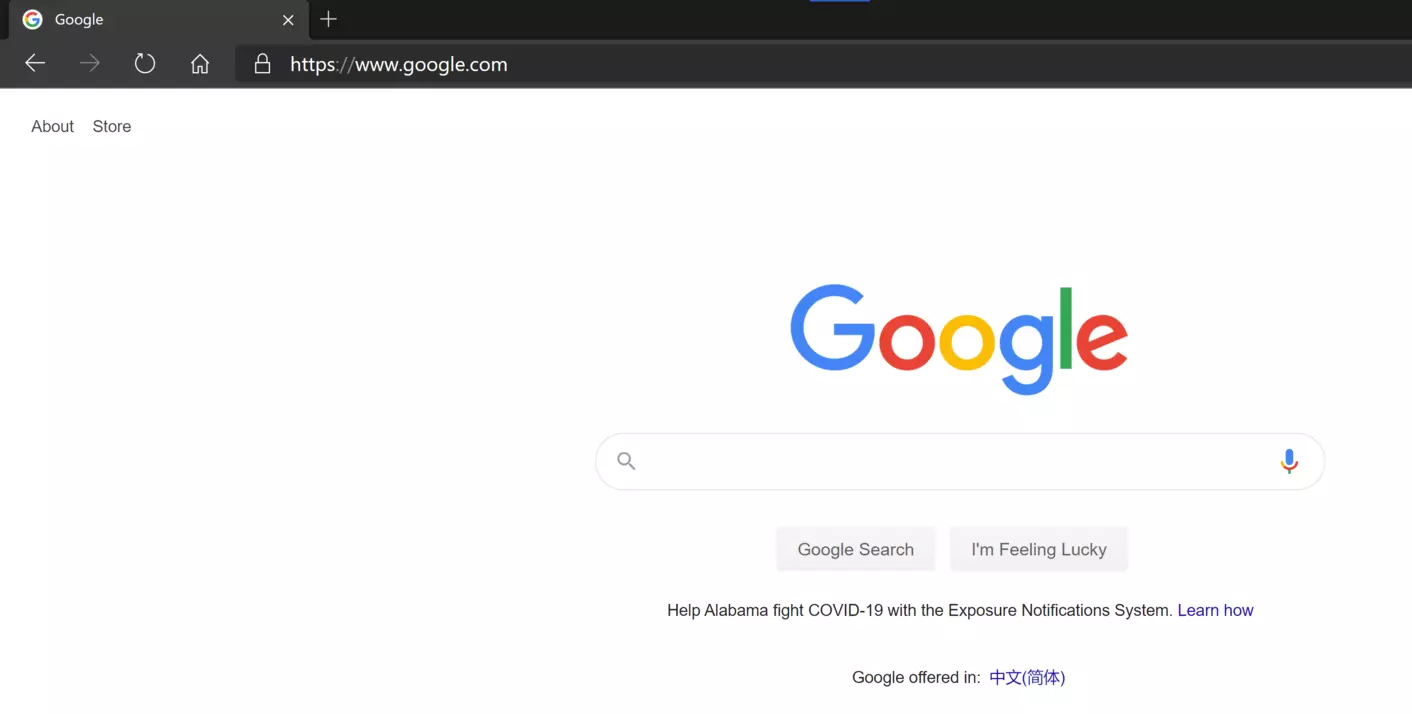 Google
https://www.google.com
About Store
Google
Google Search I'm Feeling Lucky
Help Alabama fight COVID-19 with the Exposure Notifications System. Learn how
Google offered in: 中文(简体)